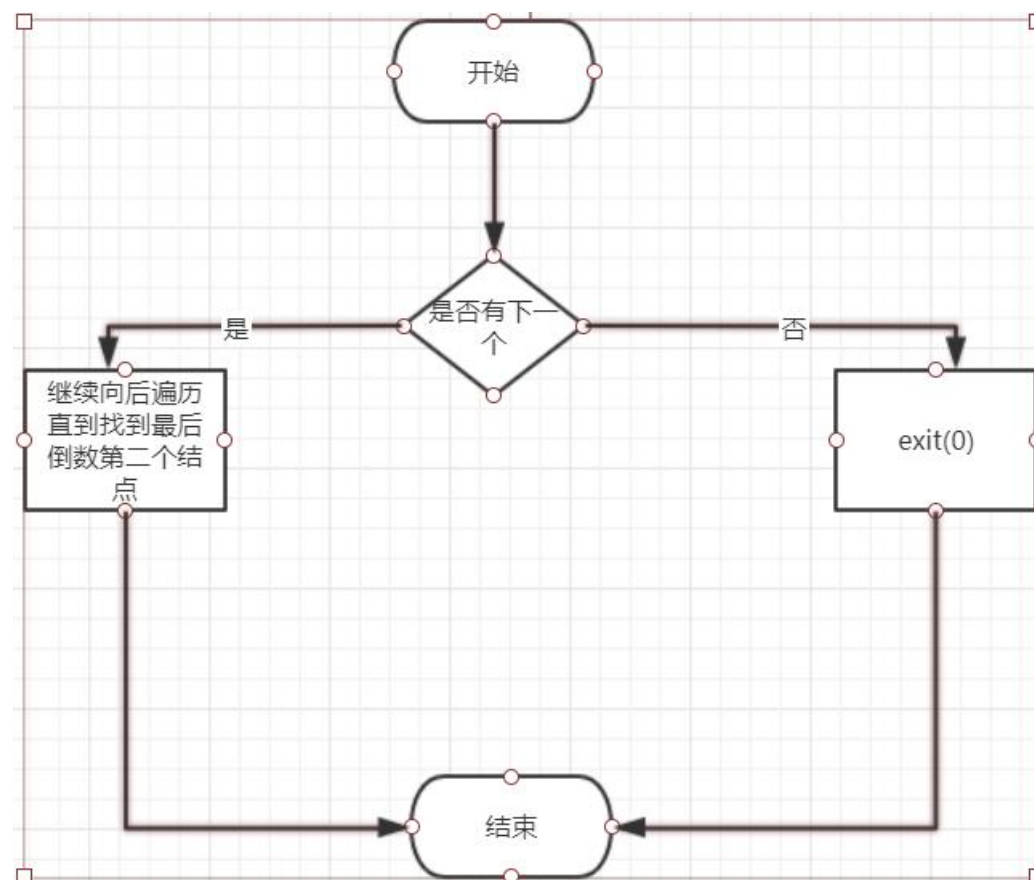 开始
是否有下一
个
是
否
继续向后遍历
直到找到最后
倒数第二个结
点
exit(0)
结束